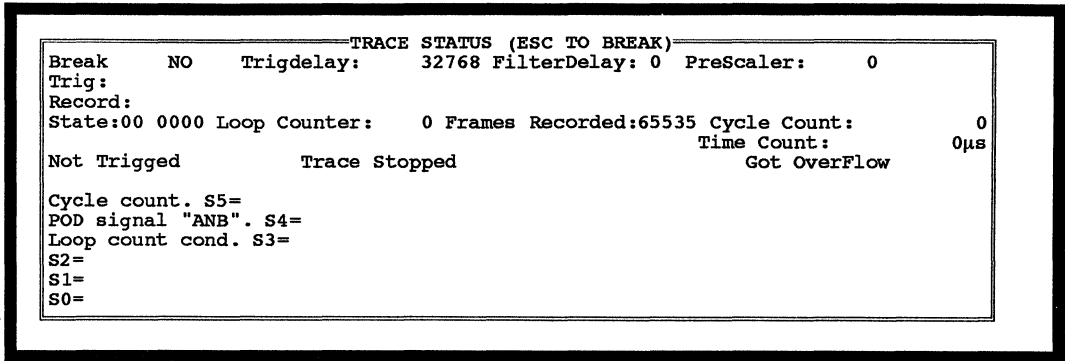 TRACE STATUS (ESC TO BREAK)
Break NO Trigdelay: 32768 FilterDelay: 0 PreScaler: 0
Trig:
Record:
State:00 0000 Loop Counter: 0 Frames Recorded:65535 Cycle Count: 0
Time Count: 0µs
Not Trigged Trace Stopped Got OverFlow
Cycle count. S5=
POD signal "ANB". S4=
Loop count cond. S3=
S2=
S1=
S0=